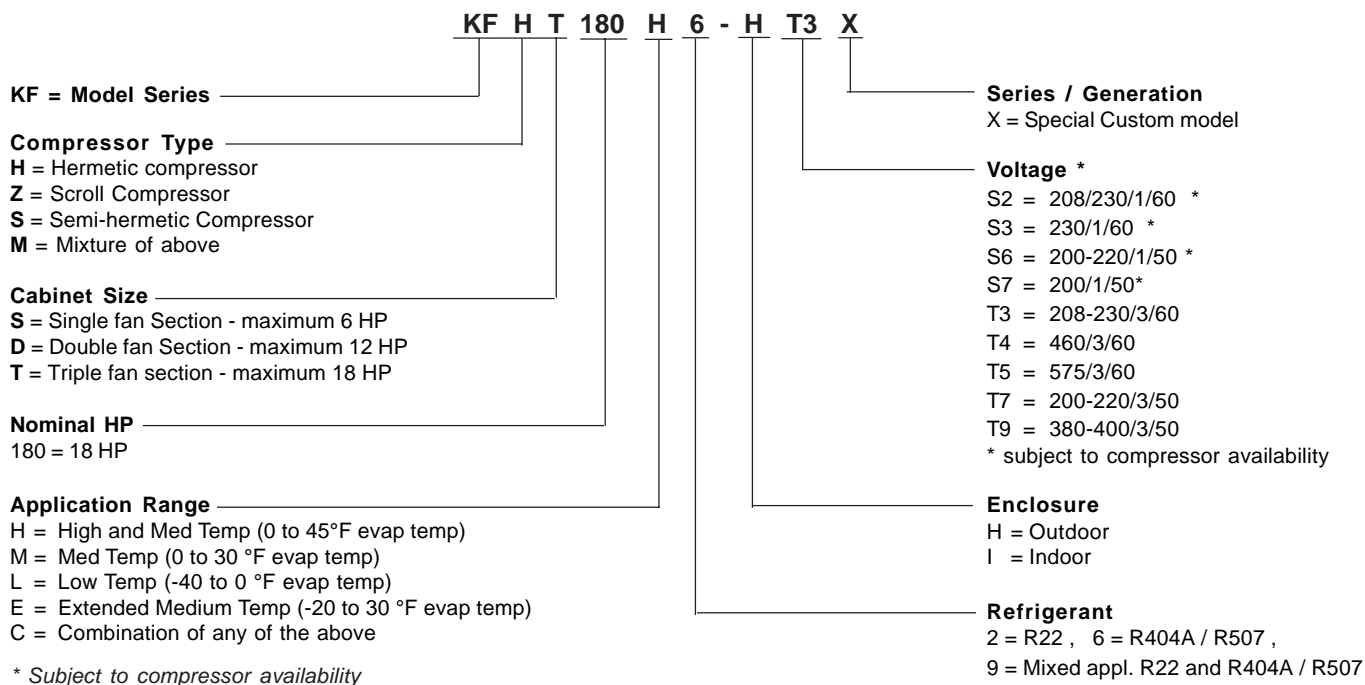 KF H T 180 H 6 - H T3 X
KF = Model Series
Compressor Type
H = Hermetic compressor
Z = Scroll Compressor
S = Semi-hermetic Compressor
M = Mixture of above
Cabinet Size
S = Single fan Section - maximum 6 HP
D = Double fan Section - maximum 12 HP
T = Triple fan section - maximum 18 HP
Nominal HP
180 = 18 HP
Application Range
H = High and Med Temp (0 to 45°F evap temp)
M = Med Temp (0 to 30 °F evap temp)
L = Low Temp (-40 to 0 °F evap temp)
E = Extended Medium Temp (-20 to 30 °F evap temp)
C = Combination of any of the above
* Subject to compressor availability
Series / Generation
X = Special Custom model
Voltage *
S2 = 208/230/1/60 *
S3 = 230/1/60 *
S6 = 200-220/1/50 *
S7 = 200/1/50*
T3 = 208-230/3/60
T4 = 460/3/60
T5 = 575/3/60
T7 = 200-220/3/50
T9 = 380-400/3/50
* subject to compressor availability
Enclosure
H = Outdoor
I = Indoor
Refrigerant
2 = R22 , 6 = R404A / R507 ,
9 = Mixed appl. R22 and R404A / R507